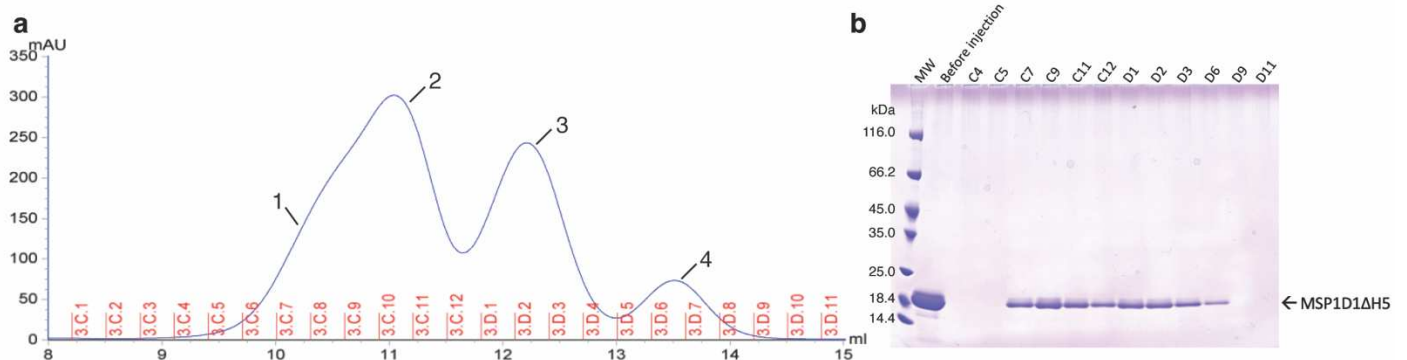 a
mAU
350
300
250
200
150
100
50
0
1
2
3
4
3.C.1 3.C.2 3.C.3 3.C.4 3.C.5 3.C.6 3.C.7 3.C.8 3.C.9 3.C.10 3.C.11 3.C.12 3.D.1 3.D.2 3.D.3 3.D.4 3.D.5 3.D.6 3.D.7 3.D.8 3.D.9 3.D.10 3.D.11
ml
8 9 10 11 12 13 14 15
b
MW Before injection C4 C5 C7 C9 C11 C12 D1 D2 D3 D6 D9 D11
kDa
116.0
66.2
45.0
35.0
25.0
18.4
14.4
← MSP1D1ΔH5